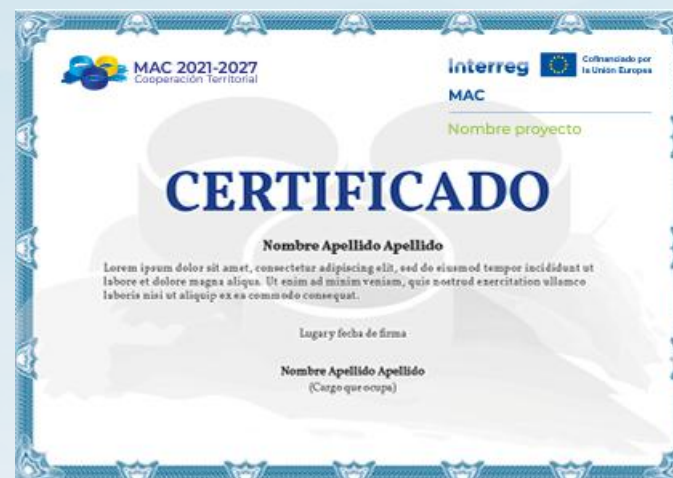 MAC 2021-2027
Cooperación Territorial
Interreg
Cofinanciado por
la Unión Europea
MAC
Nombre proyecto
CERTIFICADO
Nombre Apellido Apellido
Lorem ipsum dolor sit amet, consectetur adipiscing elit, sed do eiusmod tempor incididunt ut
labore et dolore magna aliqua. Ut enim ad minim veniam, quis nostrud exercitation ullamco
laboris nisi ut aliquip ex ea commodo consequat.
Lugar y fecha de firma
Nombre Apellido Apellido
(Cargo que ocupa)